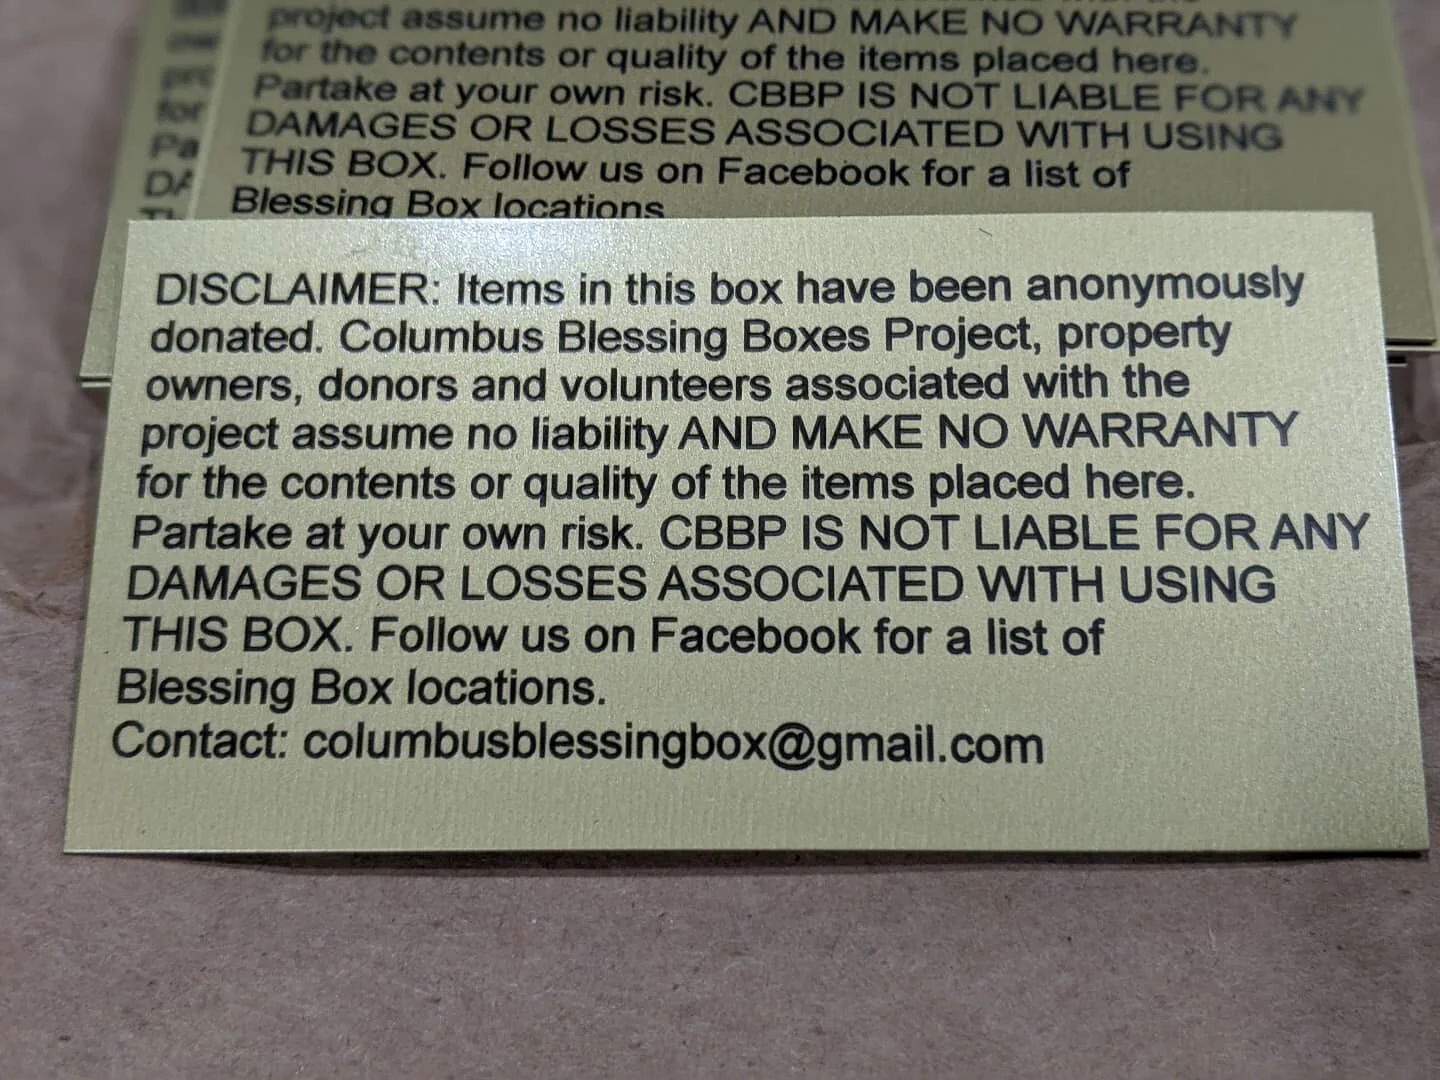 project assume no liability AND MAKE NO WARRANTY
for the contents or quality of the items placed here.
Partake at your own risk. CBBP IS NOT LIABLE FOR ANY
DAMAGES OR LOSSES ASSOCIATED WITH USING
THIS BOX. Follow us on Facebook for a list of
Blessing Box locations
for
Pa
DA
DISCLAIMER: Items in this box have been anonymously
donated. Columbus Blessing Boxes Project, property
owners, donors and volunteers associated with the
project assume no liability AND MAKE NO WARRANTY
for the contents or quality of the items placed here.
Partake at your own risk. CBBP IS NOT LIABLE FOR ANY
DAMAGES OR LOSSES ASSOCIATED WITH USING
THIS BOX. Follow us on Facebook for a list of
Blessing Box locations.
Contact: columbusblessingbox@gmail.com